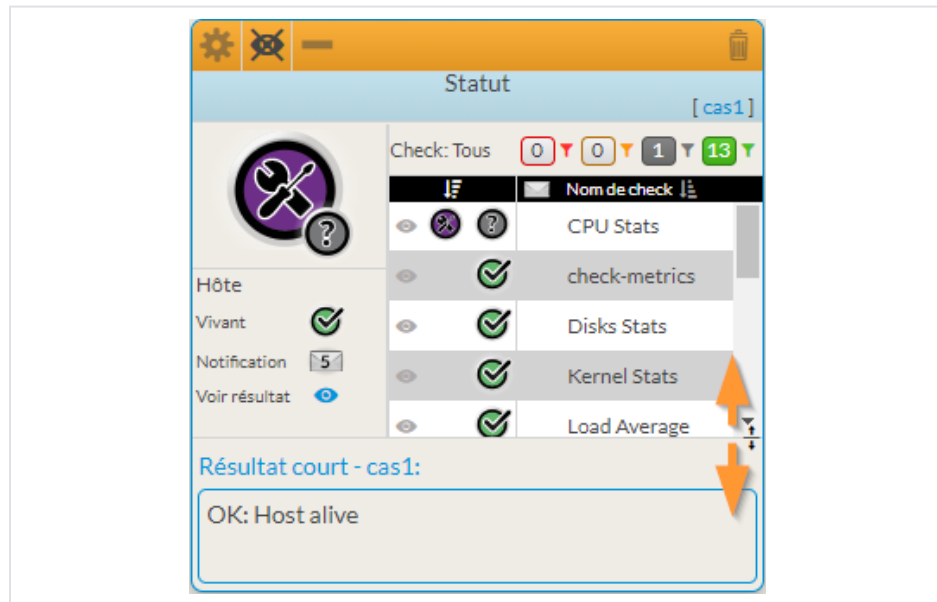 Statut
[ cas1 ]
Check: Tous 0 0 1 13
Nom de check
? ? CPU Stats
check-metrics
Hôte
Vivant
Disks Stats
Notification 5
Kernel Stats
Voir résultat
Load Average
Résultat court - cas1:
OK: Host alive